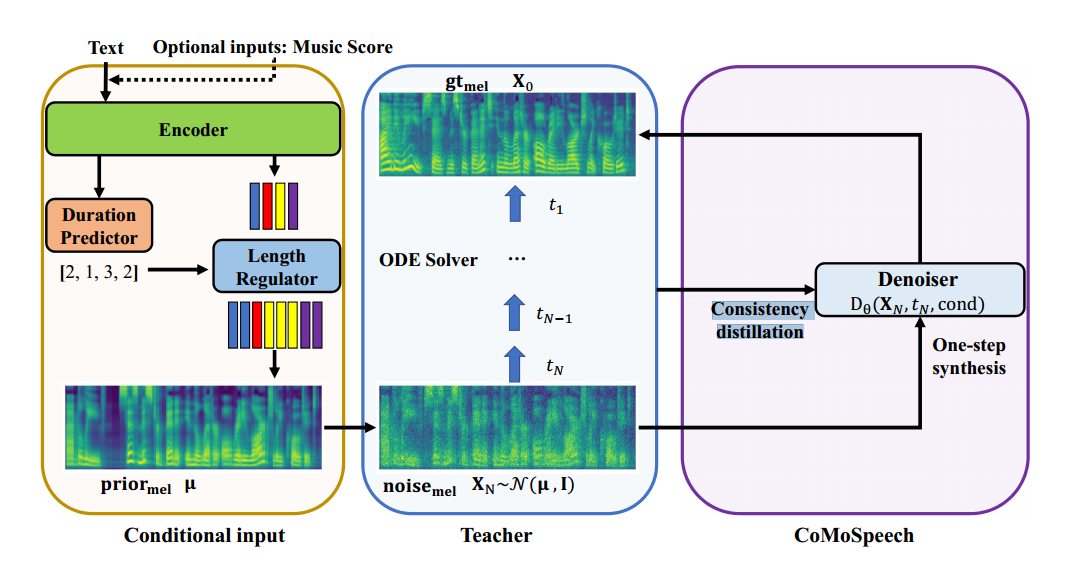 Text
Optional inputs: Music Score
Encoder
Duration
Predictor
[2, 1, 3, 2]
Length
Regulator
prior_mel μ
Conditional input
gt_mel X_0
t_1
ODE Solver ...
t_{N−1}
t_N
noise_mel X_N~𝒩(μ , I)
Teacher
Consistency
distillation
Denoiser
D_θ(X_N, t_N, cond)
One-step
synthesis
CoMoSpeech